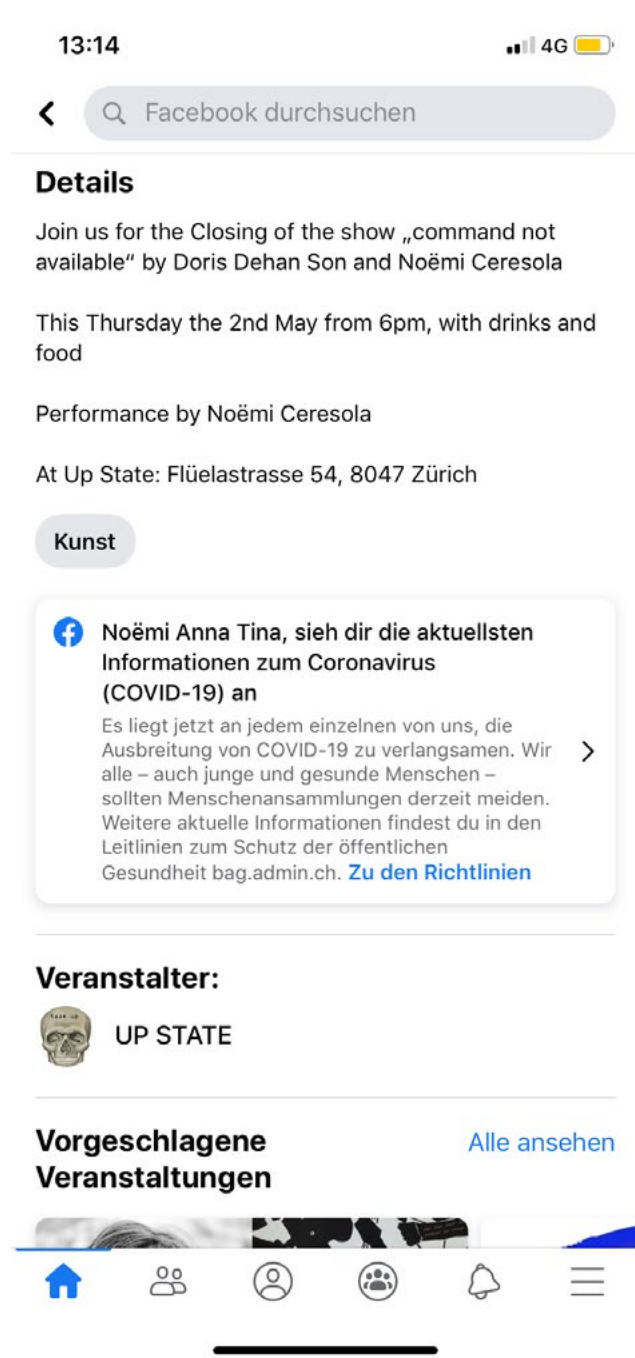 13:14
4G
Facebook durchsuchen
Details
Join us for the Closing of the show „command not
available“ by Doris Dehan Son and Noëmi Ceresola
This Thursday the 2nd May from 6pm, with drinks and
food
Performance by Noëmi Ceresola
At Up State: Flüelastrasse 54, 8047 Zürich
Kunst
Noëmi Anna Tina, sieh dir die aktuellsten
Informationen zum Coronavirus
(COVID-19) an
Es liegt jetzt an jedem einzelnen von uns, die
Ausbreitung von COVID-19 zu verlangsamen. Wir
alle – auch junge und gesunde Menschen –
sollten Menschenansammlungen derzeit meiden.
Weitere aktuelle Informationen findest du in den
Leitlinien zum Schutz der öffentlichen
Gesundheit bag.admin.ch. Zu den Richtlinien
Veranstalter:
UP STATE
Vorgeschlagene
Veranstaltungen
Alle ansehen